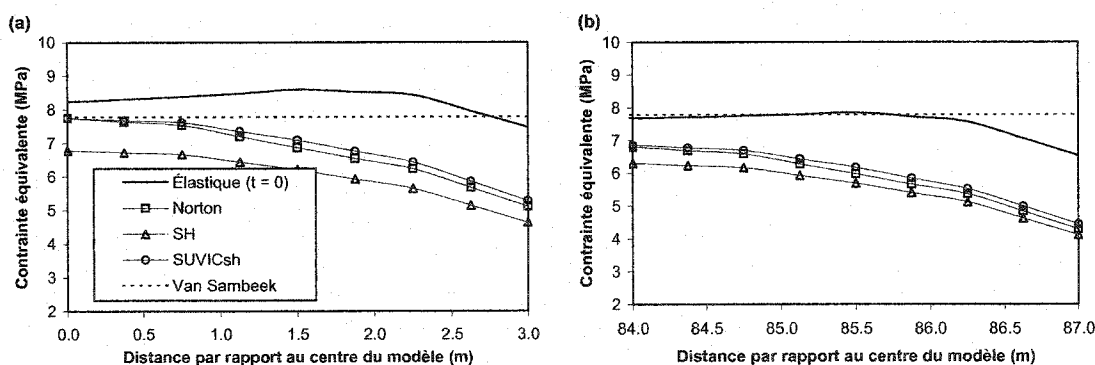 (a)
Contrainte équivalente (MPa)
10
9
8
7
6
5
4
3
2
Élastique (t = 0)
Norton
SH
SUVICsh
Van Sambeek
0.0 0.5 1.0 1.5 2.0 2.5 3.0
Distance par rapport au centre du modèle (m)
(b)
Contrainte équivalente (MPa)
10
9
8
7
6
5
4
3
2
84.0 84.5 85.0 85.5 86.0 86.5 87.0
Distance par rapport au centre du modèle (m)